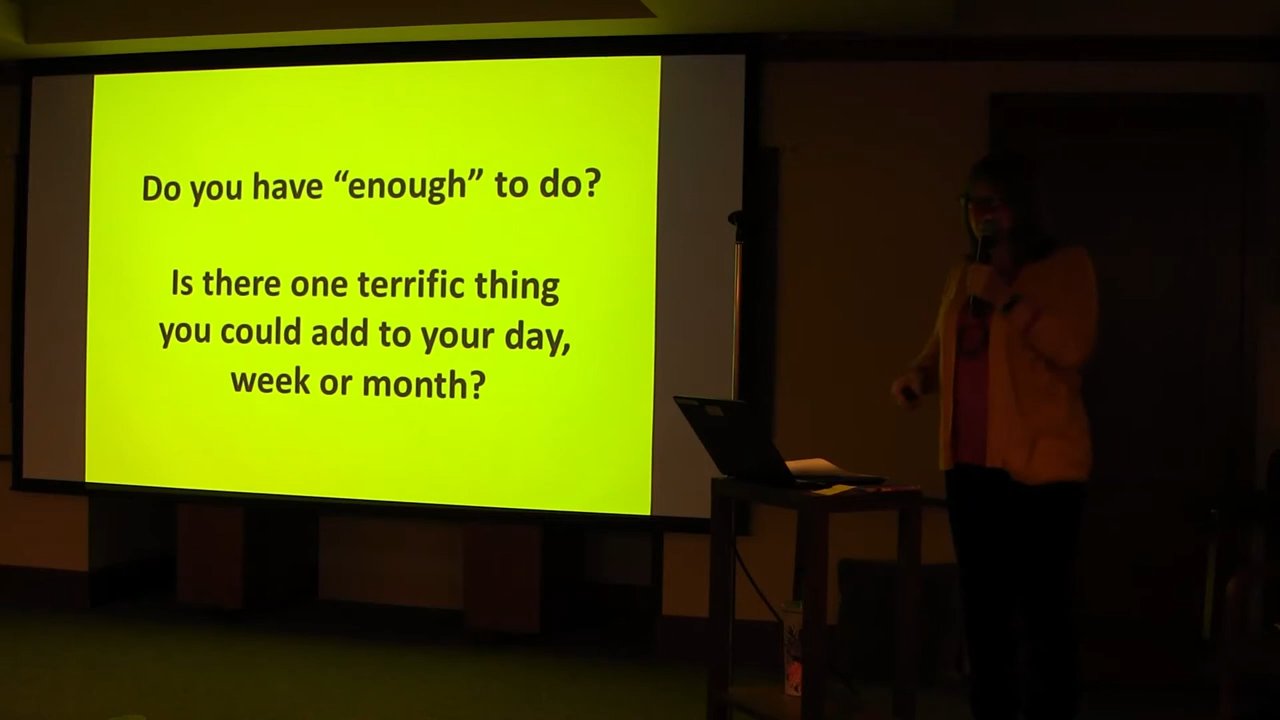 Do you have “enough” to do?
Is there one terrific thing
you could add to your day,
week or month?